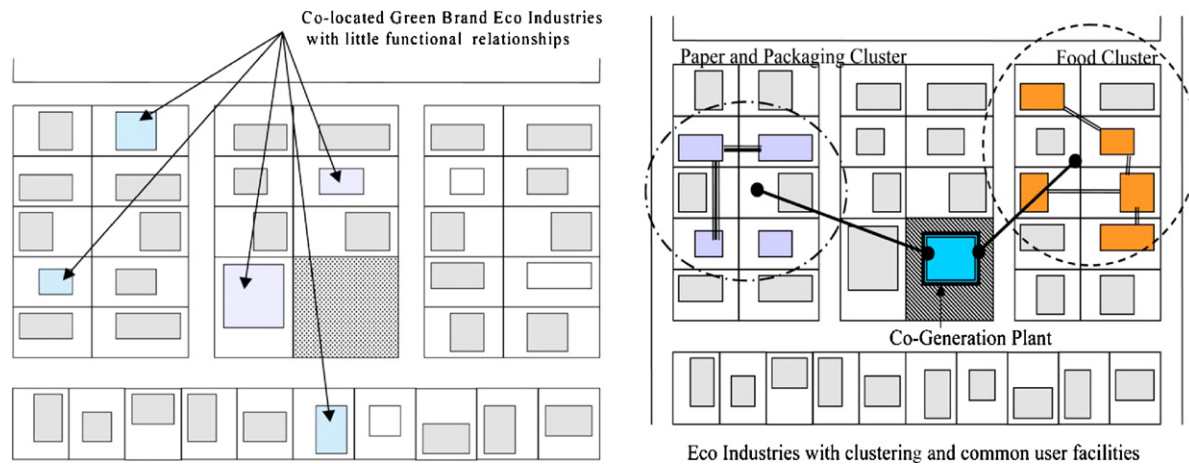 Co-located Green Brand Eco Industries
with little functional relationships
Paper and Packaging Cluster
Food Cluster
Co-Generation Plant
Eco Industries with clustering and common user facilities